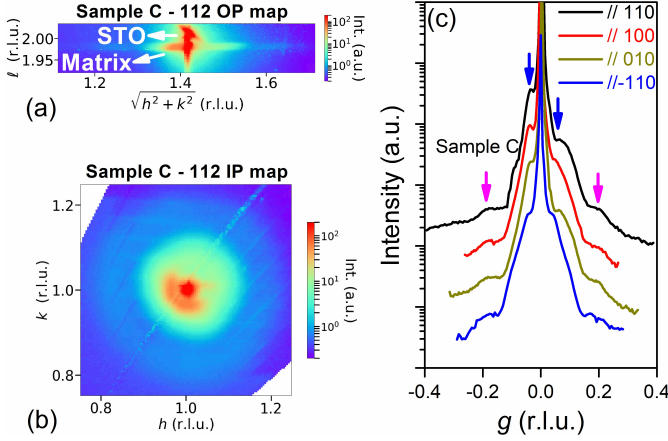 Sample C - 112 OP map
STO
Matrix
ℓ (r.l.u.)
2.00
1.95
1.2
1.4
1.6
√h² + k² (r.l.u.)
Int. (a.u.)
10²
10¹
10⁰
(a)
Sample C - 112 IP map
k (r.l.u.)
1.2
1.0
0.8
0.8
1.0
1.2
h (r.l.u.)
Int. (a.u.)
10²
10¹
10⁰
(b)
(c)
// 110
// 100
// 010
//-110
Sample C
Intensity (a.u.)
-0.4
-0.2
0.0
0.2
0.4
g (r.l.u.)